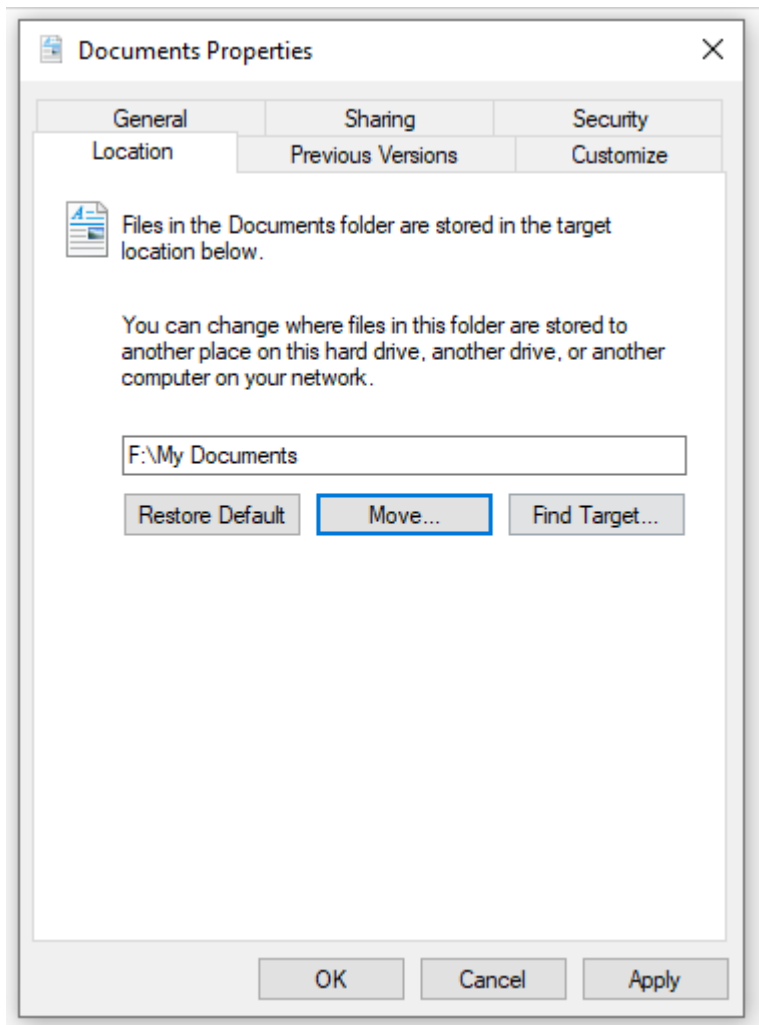 Documents Properties
General Sharing Security
Location Previous Versions Customize
Files in the Documents folder are stored in the target
location below.
You can change where files in this folder are stored to
another place on this hard drive, another drive, or another
computer on your network.
F:\My Documents
Restore Default Move... Find Target...
OK Cancel Apply